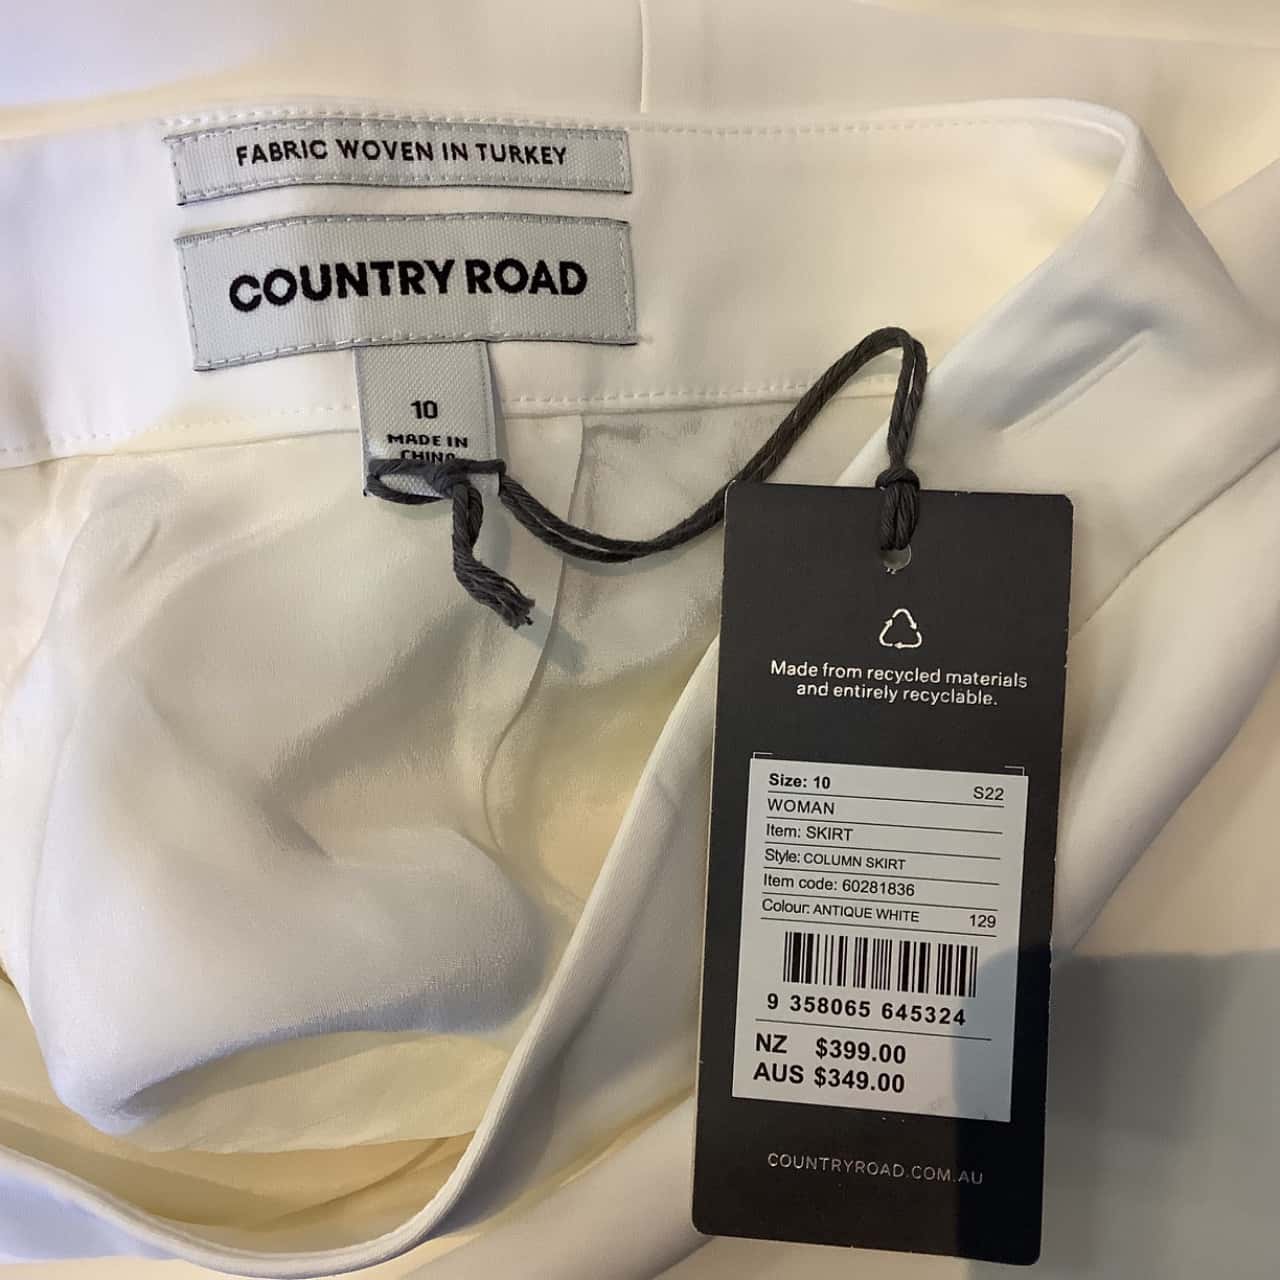 FABRIC WOVEN IN TURKEY
COUNTRY ROAD
10
MADE IN
CHINA
Made from recycled materials
and entirely recyclable.
Size: 10 S22
WOMAN
Item: SKIRT
Style: COLUMN SKIRT
Item code: 60281836
Colour: ANTIQUE WHITE 129
9 358065 645324
NZ $399.00
AUS $349.00
COUNTRYROAD.COM.AU